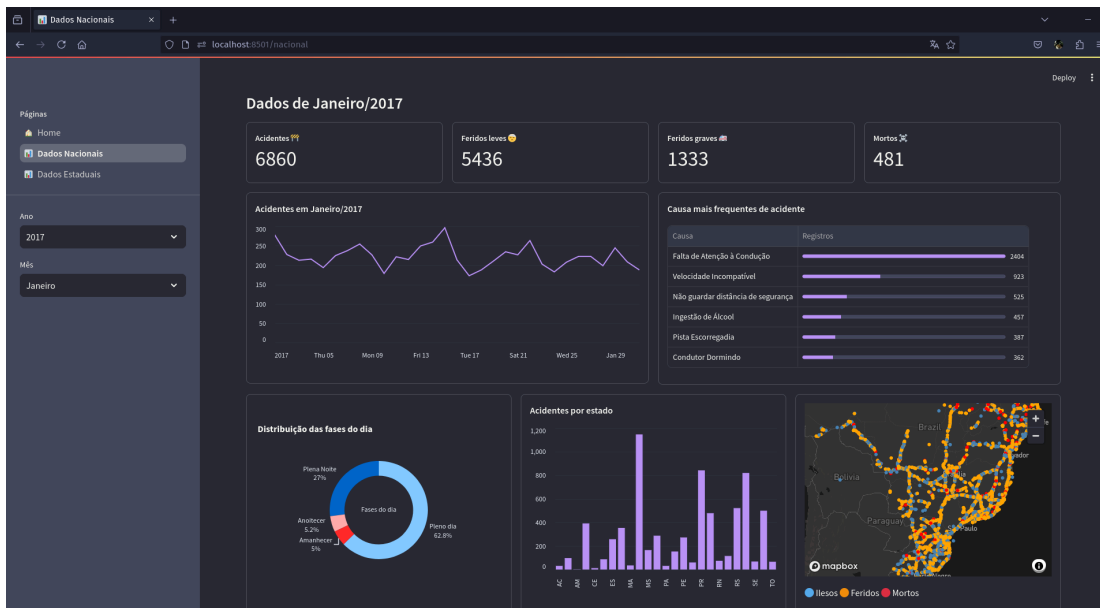 Dados Nacionais
localhost:8501/nacional
Deploy
Páginas
Home
Dados Nacionais
Dados Estaduais
Ano
2017
Mês
Janeiro
Dados de Janeiro/2017
Acidentes
6860
Feridos leves
5436
Feridos graves
1333
Mortos
481
Acidentes em Janeiro/2017
300
250
200
150
100
50
0
2017 Thu 05 Mon 09 Fri 13 Tue 17 Sat 21 Wed 25 Jan 29
Causa mais frequentes de acidente
Causa Registros
Falta de Atenção à Condução 2404
Velocidade Incompatível 923
Não guardar distância de segurança 525
Ingestão de Álcool 457
Pista Escorregadia 387
Condutor Dormindo 362
Distribuição das fases do dia
Plena Noite
27%
Anoitecer
5.2%
Amanhecer
5%
Fases do dia
Pleno dia
62.8%
Acidentes por estado
1,200
1,000
800
600
400
200
0
AC AM CE ES MA MS PA PE PR RN RS SE TO
Brazil
Bolivia
Paraguay
mapbox
Ilesos Feridos Mortos